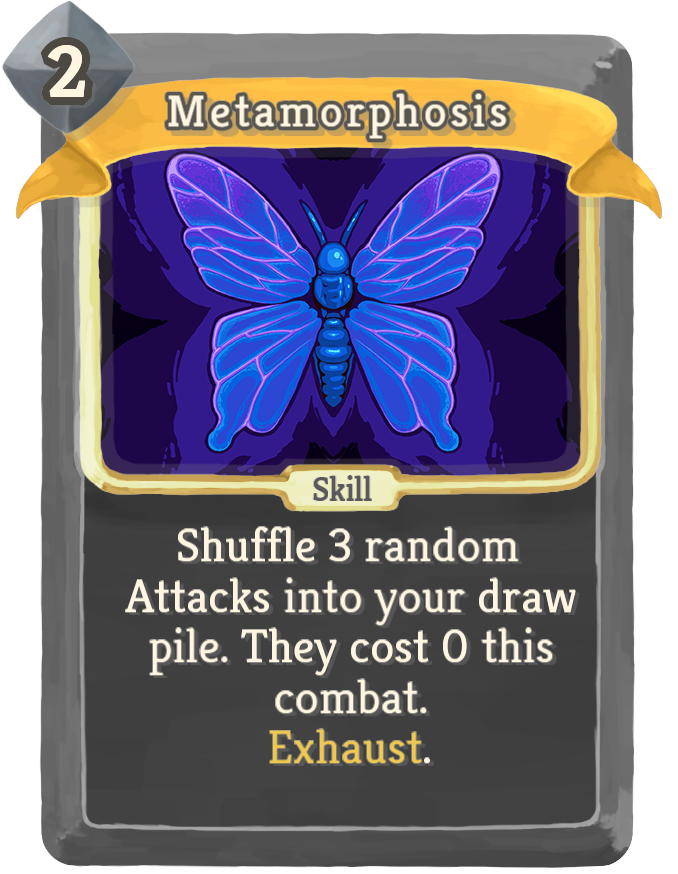 2
Metamorphosis
Skill
Shuffle 3 random
Attacks into your draw
pile. They cost 0 this
combat.
Exhaust.